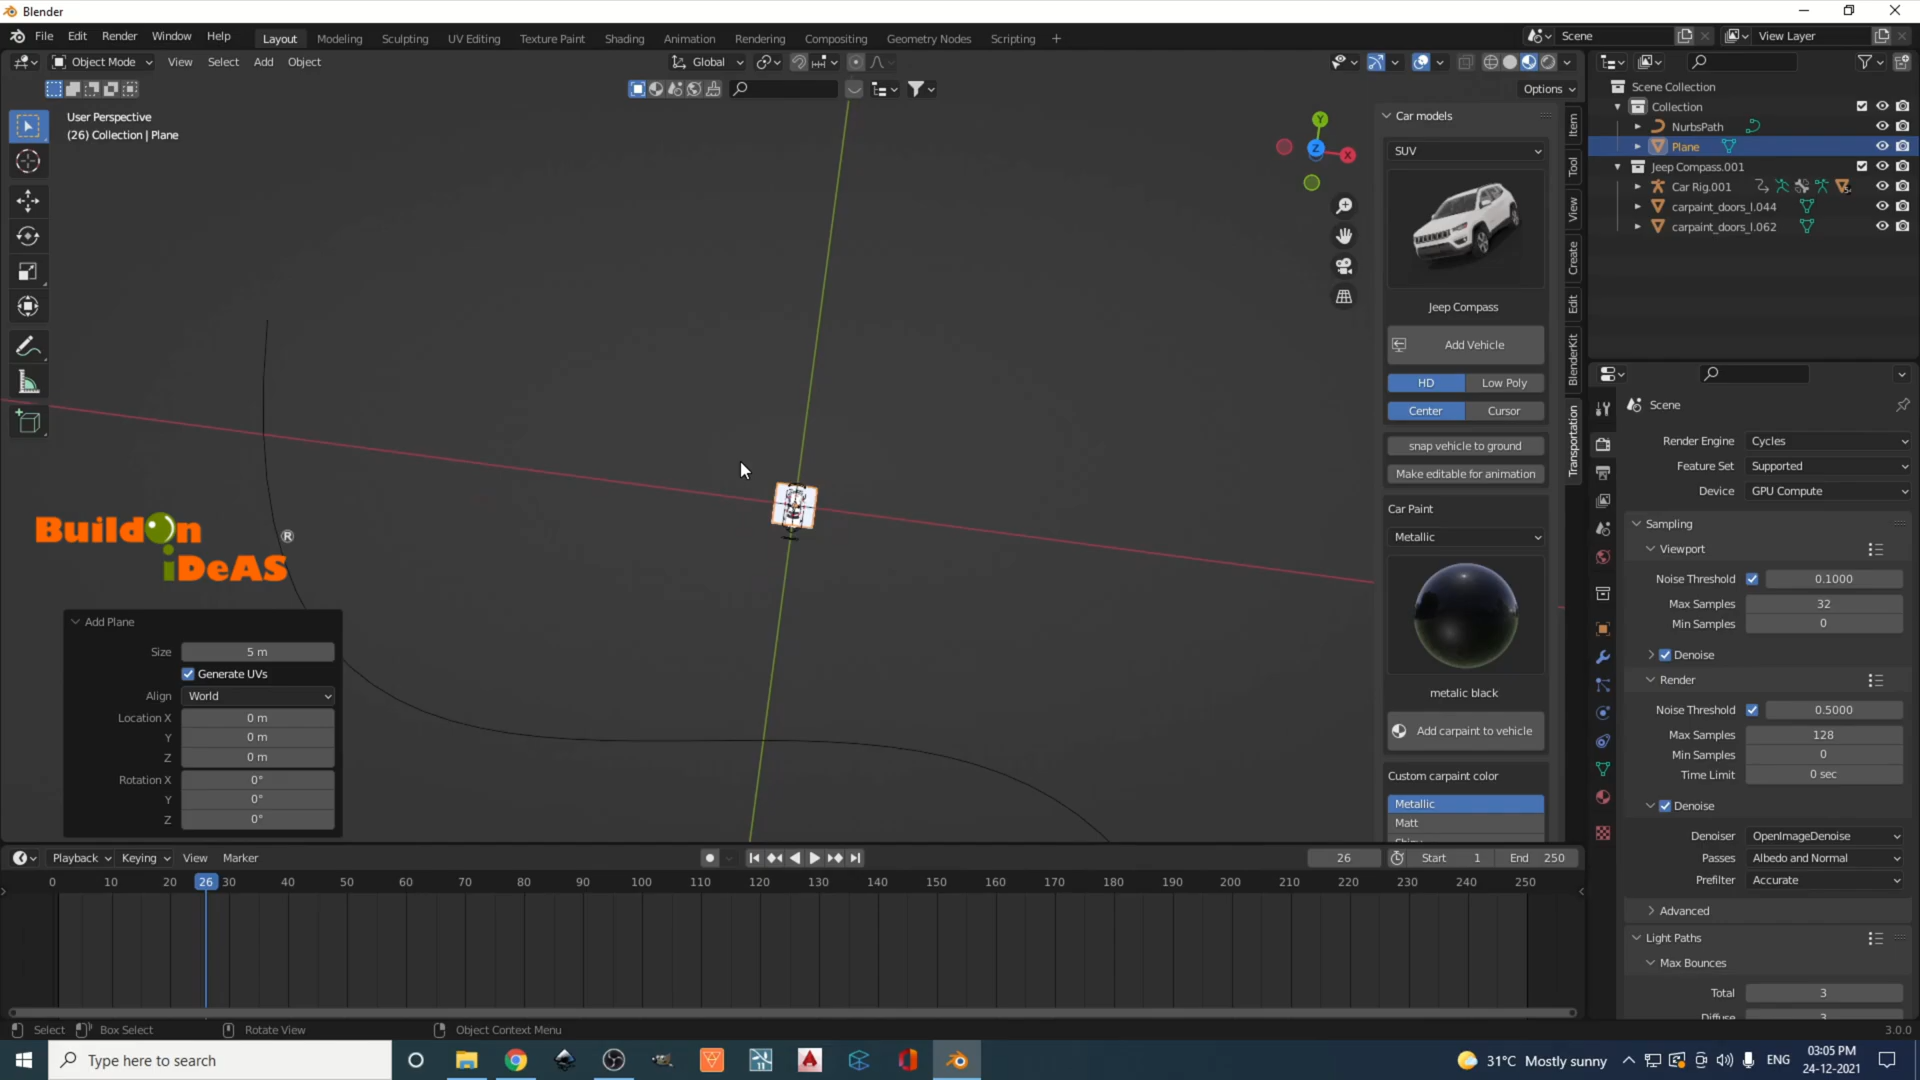 Blender
File Edit Render Window Help
Layout Modeling Sculpting UV Editing Texture Paint Shading Animation Rendering Compositing Geometry Nodes Scripting +
Scene View Layer
Object Mode View Select Add Object
Global
Options
User Perspective
(26) Collection | Plane
Y
Z
X
Car models
SUV
Jeep Compass
Add Vehicle
HD Low Poly
Center Cursor
snap vehicle to ground
Make editable for animation
Car Paint
Metallic
metalic black
Add carpaint to vehicle
Custom carpaint color
Metallic
Matt
Item
Tool
View
Create
Edit
BlenderKit
Transportation
Scene Collection
Collection
NurbsPath
Plane
Jeep Compass.001
Car Rig.001
carpaint_doors_l.044
carpaint_doors_l.062
Scene
Render Engine Cycles
Feature Set Supported
Device GPU Compute
Sampling
Viewport
Noise Threshold 0.1000
Max Samples 32
Min Samples 0
Denoise
Render
Noise Threshold 0.5000
Max Samples 128
Min Samples 0
Time Limit 0 sec
Denoise
Denoiser OpenImageDenoise
Passes Albedo and Normal
Prefilter Accurate
Advanced
Light Paths
Max Bounces
Total 3
Diffuse 3
BuildOn ®
iDeAS
Add Plane
Size 5 m
Generate UVs
Align World
Location X 0 m
Y 0 m
Z 0 m
Rotation X 0°
Y 0°
Z 0°
Playback Keying View Marker
26 Start 1 End 250
0 10 20 26 30 40 50 60 70 80 90 100 110 120 130 140 150 160 170 180 190 200 210 220 230 240 250
Select Box Select Rotate View Object Context Menu
3.0.0
Type here to search
31°C Mostly sunny
ENG
03:05 PM
24-12-2021